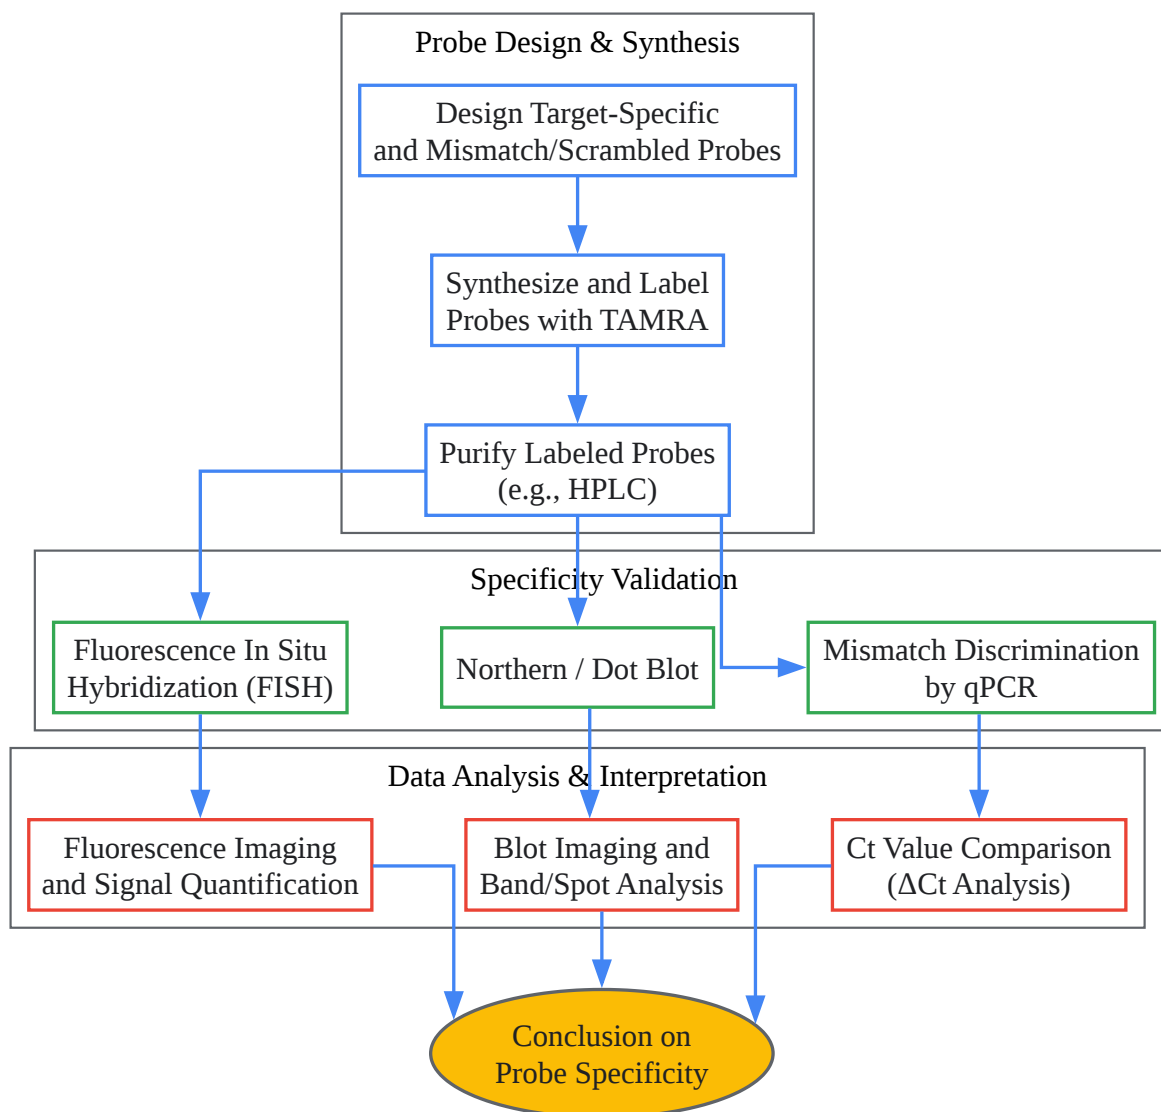 Probe Design & Synthesis
Design Target-Specific
and Mismatch/Scrambled Probes
Synthesize and Label
Probes with TAMRA
Purify Labeled Probes
(e.g., HPLC)
Specificity Validation
Fluorescence In Situ
Hybridization (FISH)
Northern / Dot Blot
Mismatch Discrimination
by qPCR
Data Analysis & Interpretation
Fluorescence Imaging
and Signal Quantification
Blot Imaging and
Band/Spot Analysis
Ct Value Comparison
(ΔCt Analysis)
Conclusion on
Probe Specificity